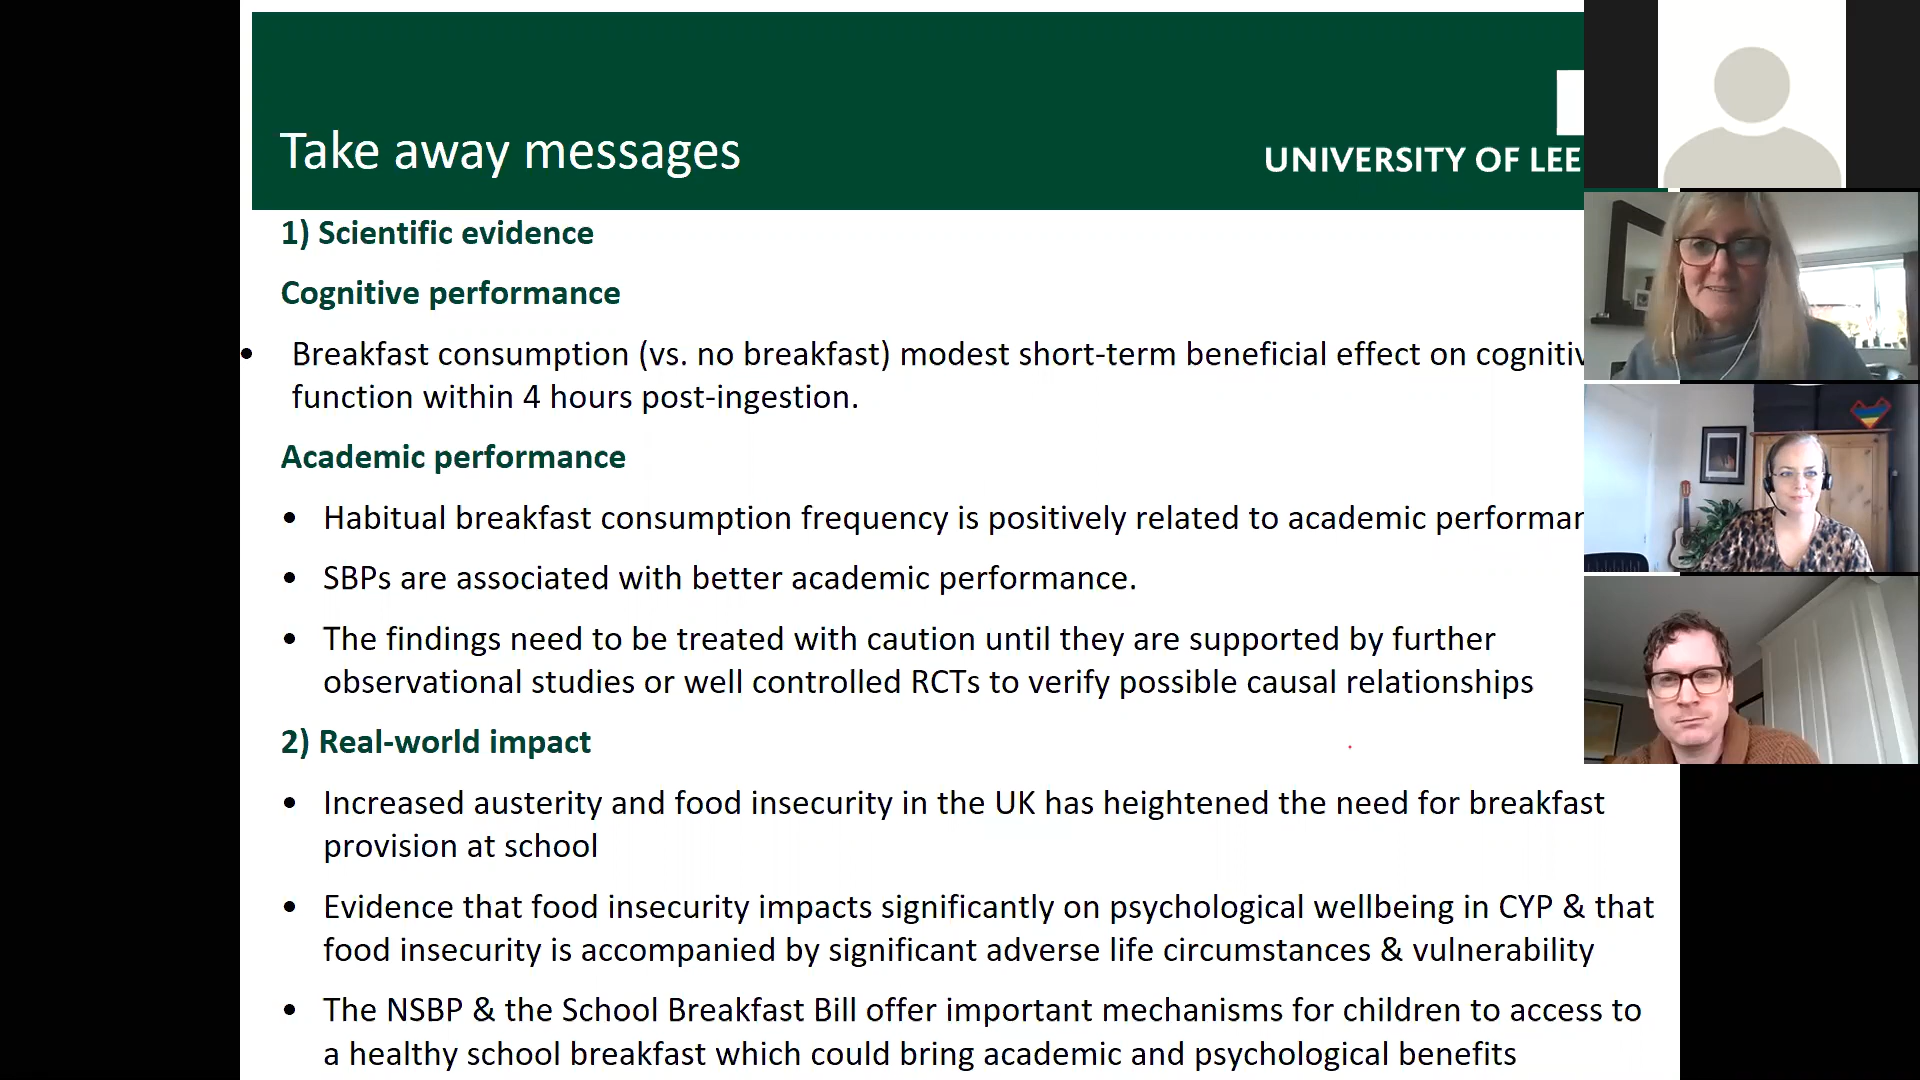 Take away messages
UNIVERSITY OF LEE
1) Scientific evidence
Cognitive performance
• Breakfast consumption (vs. no breakfast) modest short-term beneficial effect on cognitiv
function within 4 hours post-ingestion.
Academic performance
• Habitual breakfast consumption frequency is positively related to academic performan
• SBPs are associated with better academic performance.
• The findings need to be treated with caution until they are supported by further
observational studies or well controlled RCTs to verify possible causal relationships
2) Real-world impact
• Increased austerity and food insecurity in the UK has heightened the need for breakfast
provision at school
• Evidence that food insecurity impacts significantly on psychological wellbeing in CYP & that
food insecurity is accompanied by significant adverse life circumstances & vulnerability
• The NSBP & the School Breakfast Bill offer important mechanisms for children to access to
a healthy school breakfast which could bring academic and psychological benefits